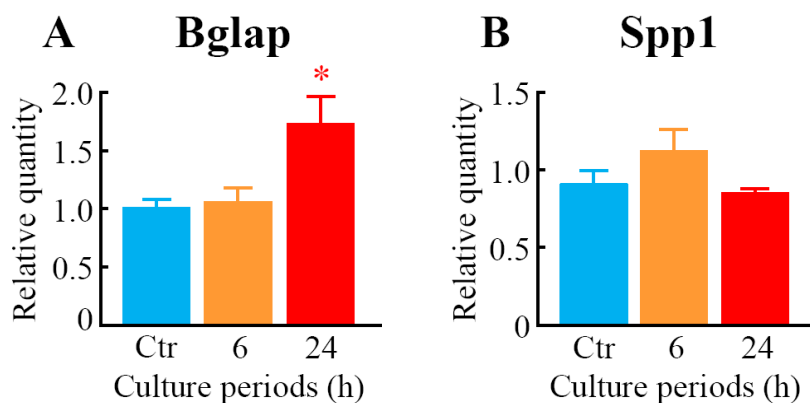 A Bglap
*
Relative quantity
2.0
1.5
1.0
0.5
0
Ctr 6 24
Culture periods (h)
B Spp1
Relative quantity
1.5
1.0
0.5
0
Ctr 6 24
Culture periods (h)